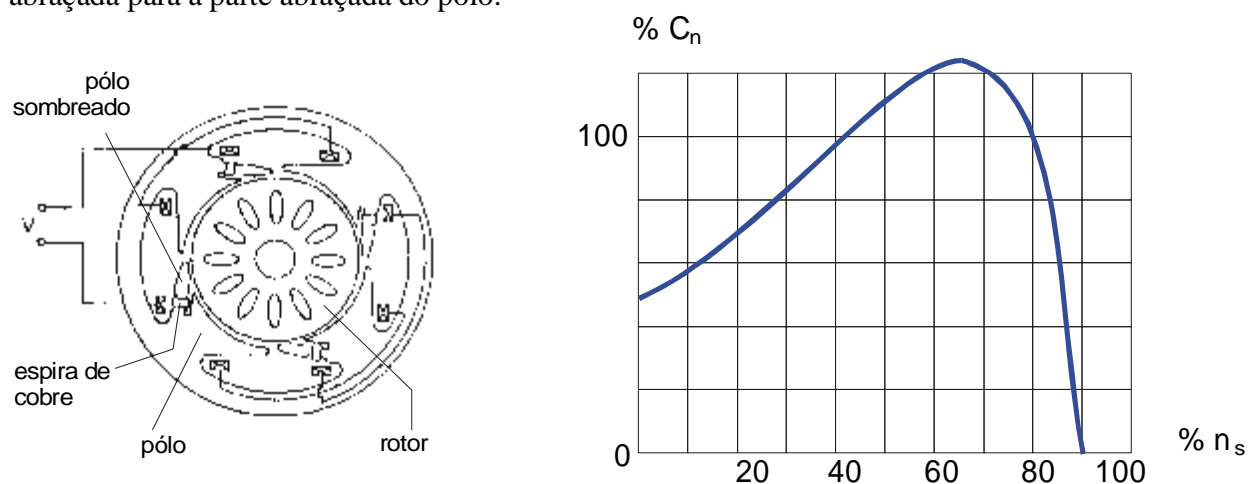 abraçada para a parte abraçada do pólo.
pólo
sombreado
V
espira de
cobre
pólo
rotor
% Cn
100
0
20 40 60 80 100
% ns